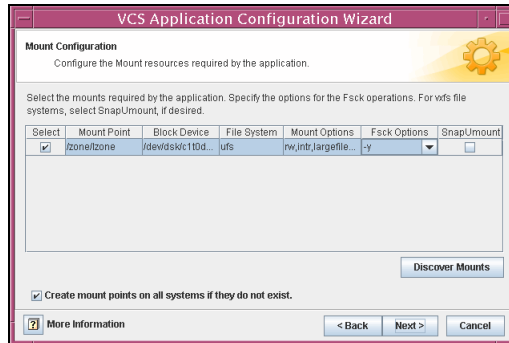 VCS Application Configuration Wizard
Mount Configuration
Configure the Mount resources required by the application.
Select the mounts required by the application. Specify the options for the Fsck operations. For vxfs file
systems, select SnapUmount, if desired.
Select Mount Point Block Device File System Mount Options Fsck Options SnapUmount
/zone/lzone /dev/dsk/c1t0d... ufs rw,intr,largefile... -y
Discover Mounts
Create mount points on all systems if they do not exist.
? More Information < Back Next > Cancel